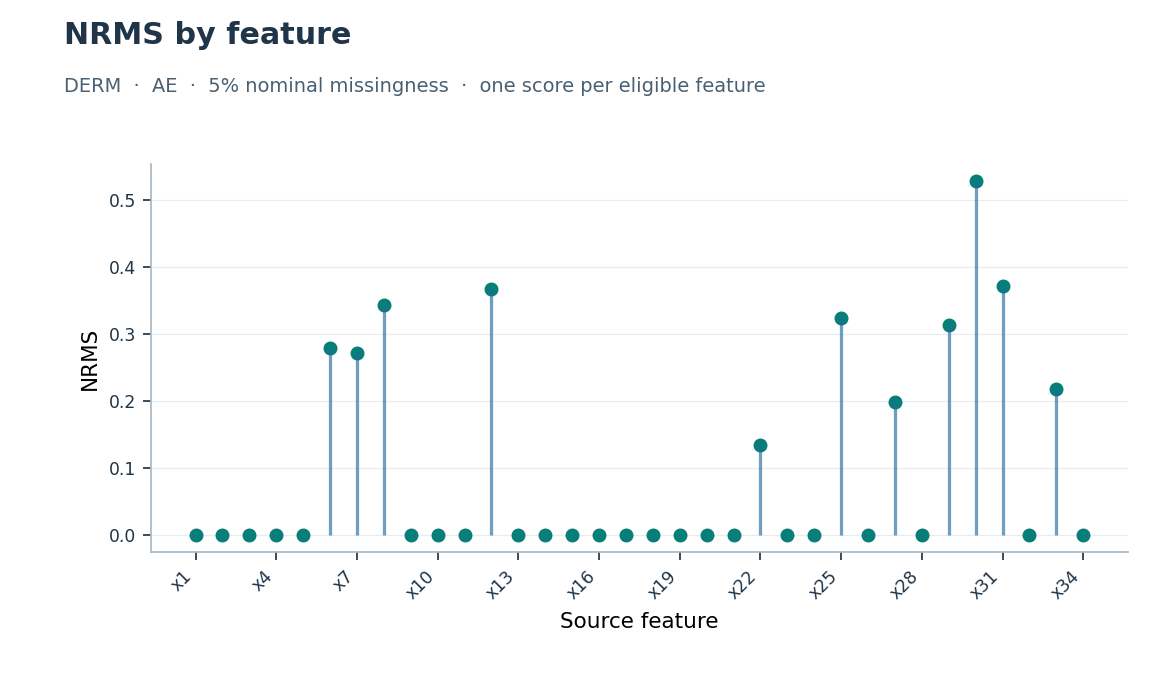 NRMS by feature
DERM · AE · 5% nominal missingness · one score per eligible feature
0.5
0.4
0.3
0.2
0.1
0.0
NRMS
x1 x4 x7 x10 x13 x16 x19 x22 x25 x28 x31 x34
Source feature